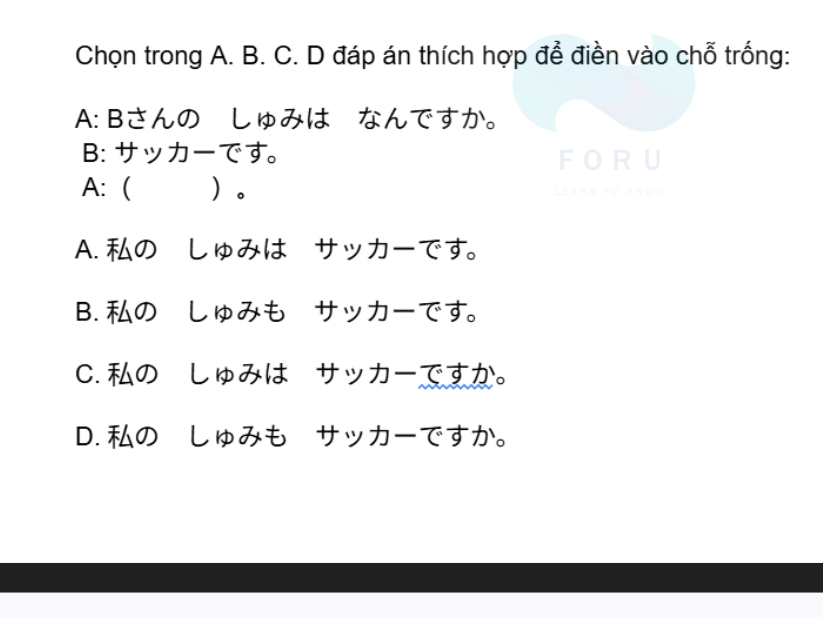 Chọn trong A. B. C. D đáp án thích hợp để điền vào chỗ trống:
A: Bさんの　しゅみは　なんですか。
B: サッカーです。
A: (　　　) 。
A. 私の　しゅみは　サッカーです。
B. 私の　しゅみも　サッカーです。
C. 私の　しゅみは　サッカーですか。
D. 私の　しゅみも　サッカーですか。
FORU
LEARN TO KNOW